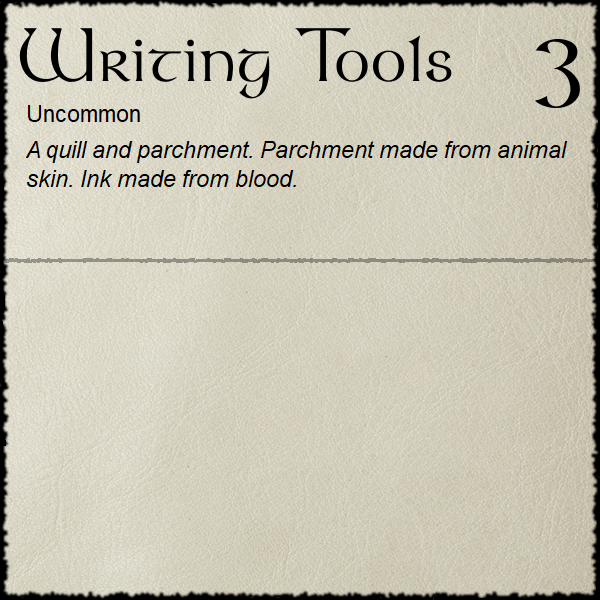 Writing Tools 3
Uncommon
A quill and parchment. Parchment made from animal
skin. Ink made from blood.